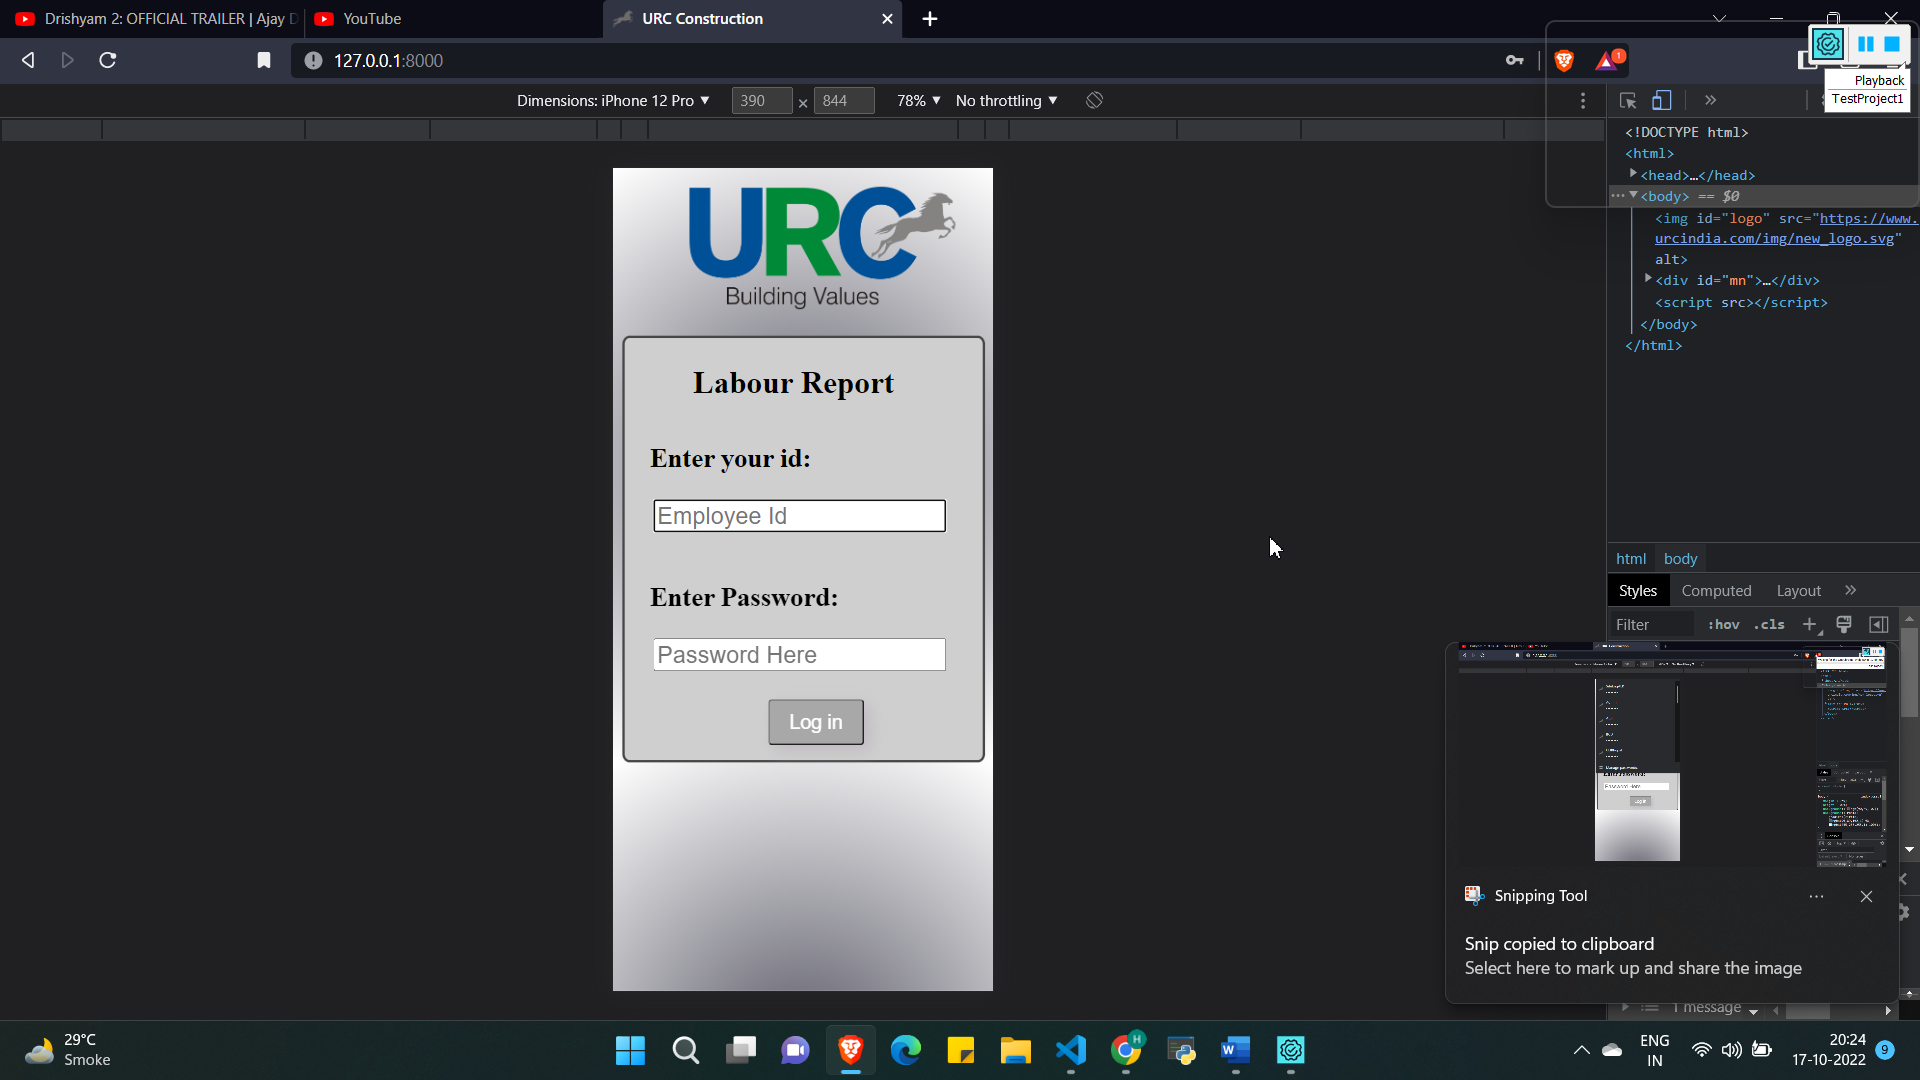 Drishyam 2: OFFICIAL TRAILER | Ajay D
YouTube
URC Construction
127.0.0.1:8000
1
Playback
TestProject1
Dimensions: iPhone 12 Pro
390 × 844
78%
No throttling
<!DOCTYPE html>
<html>
<head>…</head>
<body> == $0
<img id="logo" src="https://www.
urcindia.com/img/new_logo.svg"
alt>
<div id="mn">…</div>
<script src></script>
</body>
</html>
URC
Building Values
Labour Report
Enter your id:
Employee Id
Enter Password:
Password Here
Log in
html body
Styles Computed Layout
Filter :hov .cls
Snipping Tool
Snip copied to clipboard
Select here to mark up and share the image
1 message
29°C
Smoke
H
ENG
IN
20:24
17-10-2022
9